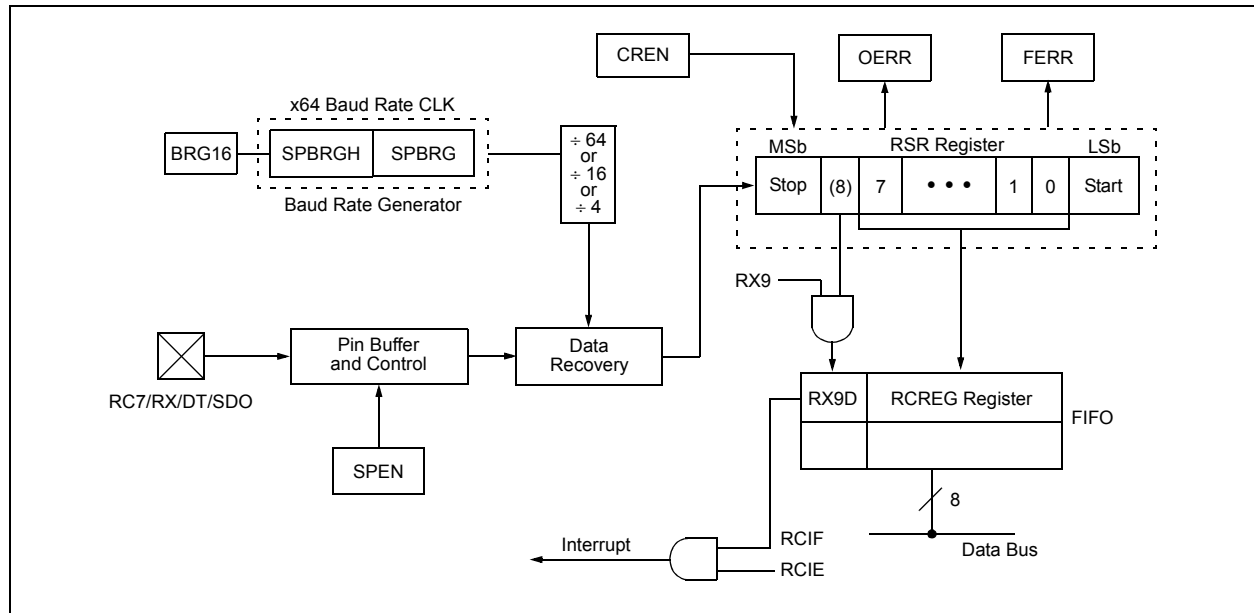 CREN
OERR
FERR
x64 Baud Rate CLK
BRG16
SPBRGH
SPBRG
Baud Rate Generator
÷ 64
or
÷ 16
or
÷ 4
MSb
RSR Register
LSb
Stop
(8)
7
• • •
1
0
Start
RX9
RC7/RX/DT/SDO
Pin Buffer
and Control
Data
Recovery
SPEN
RX9D
RCREG Register
FIFO
8
Data Bus
Interrupt
RCIF
RCIE